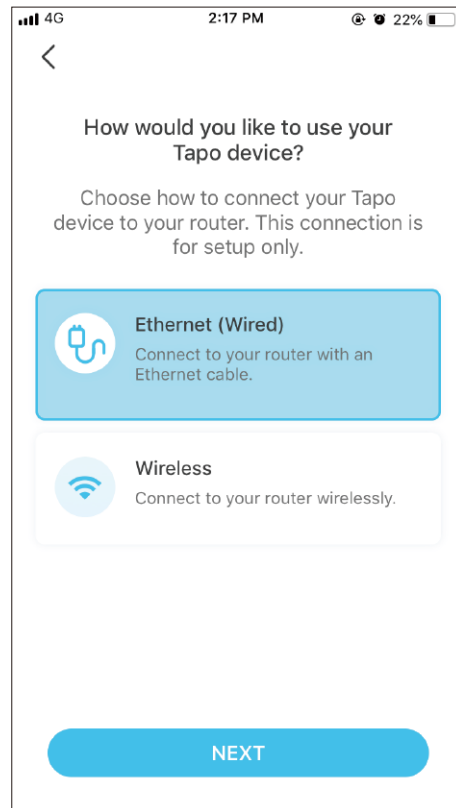 4G 2:17 PM 22%
How would you like to use your
Tapo device?
Choose how to connect your Tapo
device to your router. This connection is
for setup only.
Ethernet (Wired)
Connect to your router with an
Ethernet cable.
Wireless
Connect to your router wirelessly.
NEXT